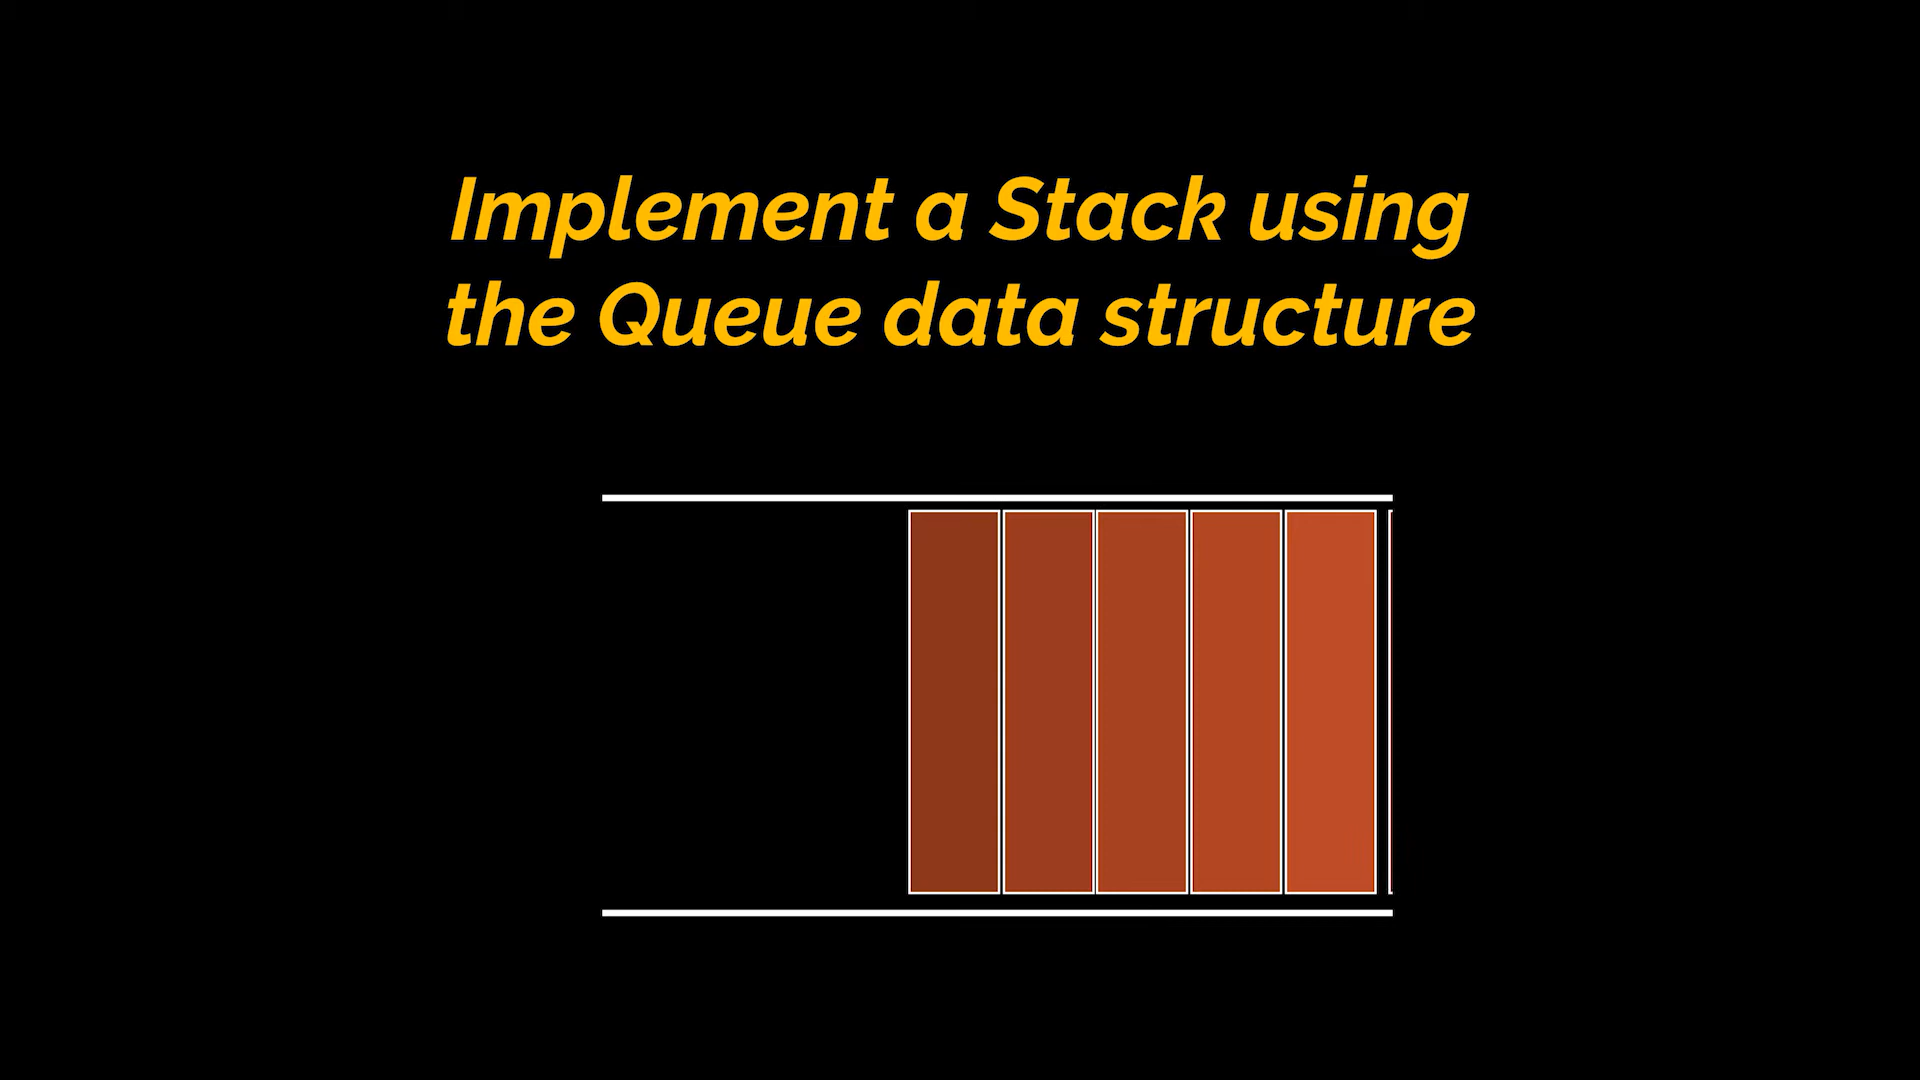 Implement a Stack using
the Queue data structure